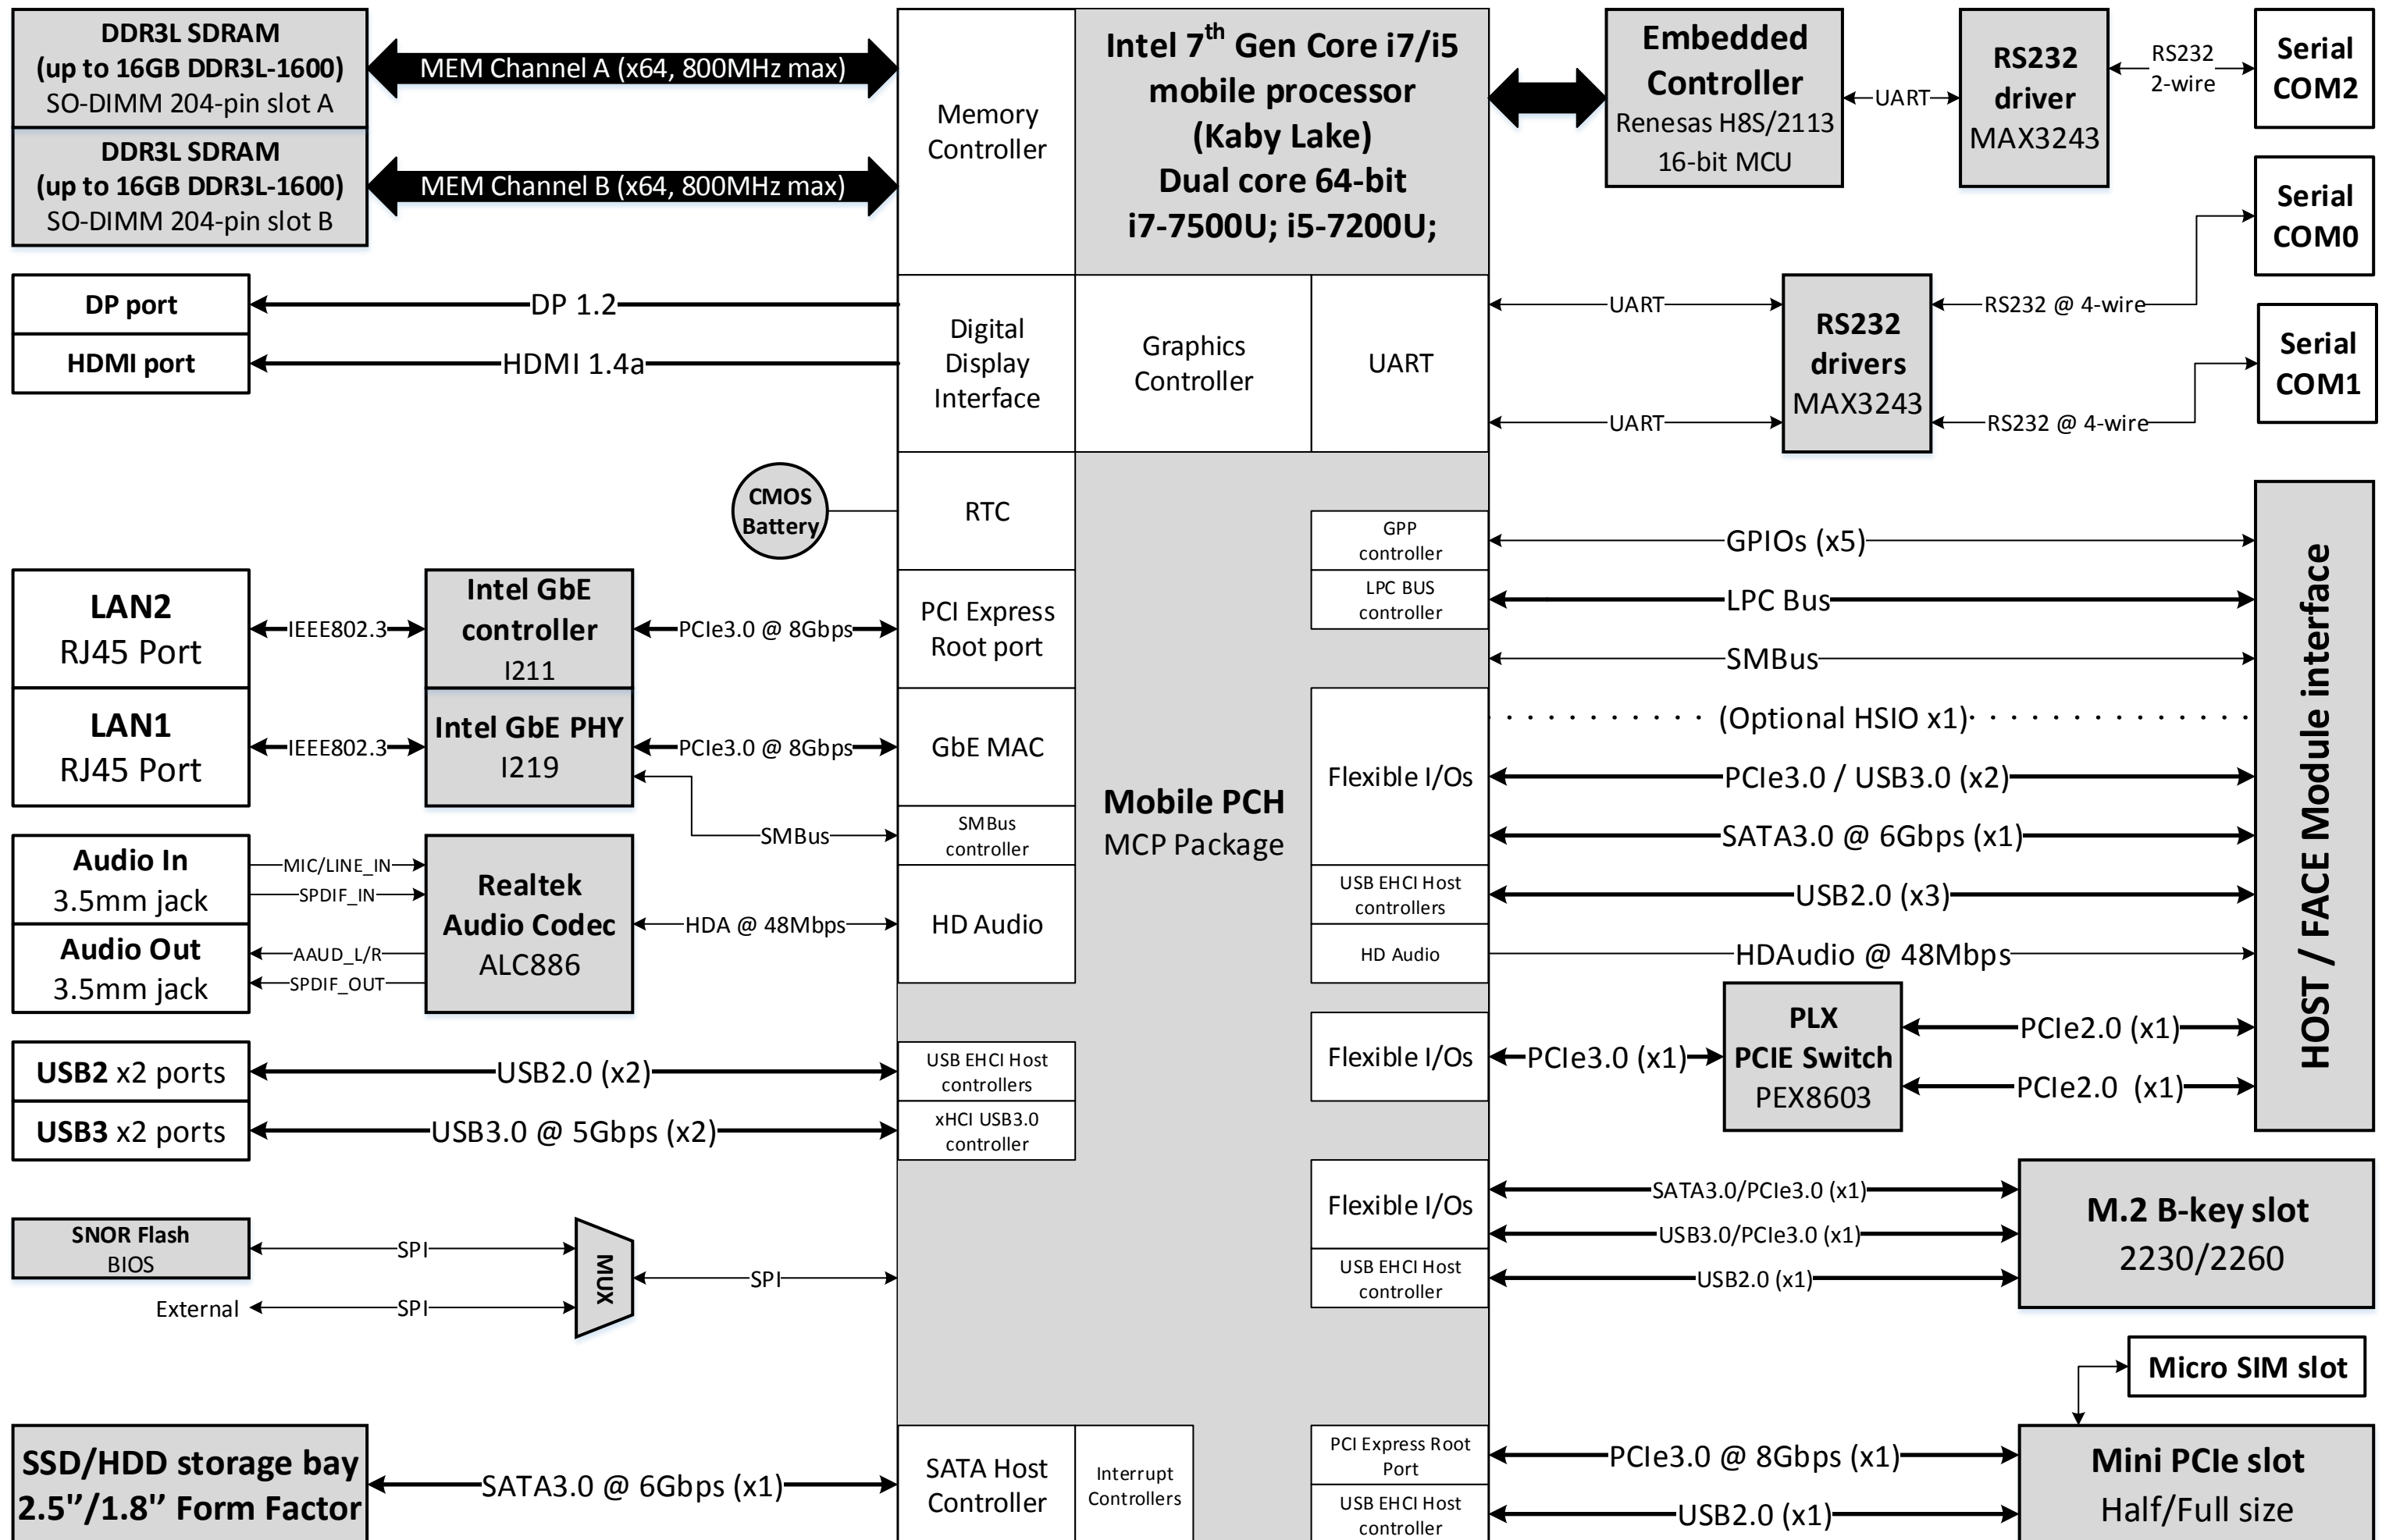 DDR3L SDRAM
(up to 16GB DDR3L-1600)
SO-DIMM 204-pin slot A
MEM Channel A (x64, 800MHz max)
DDR3L SDRAM
(up to 16GB DDR3L-1600)
SO-DIMM 204-pin slot B
MEM Channel B (x64, 800MHz max)
Memory
Controller
Intel 7th Gen Core i7/i5
mobile processor
(Kaby Lake)
Dual core 64-bit
i7-7500U; i5-7200U;
Embedded
Controller
Renesas H8S/2113
16-bit MCU
UART
RS232
driver
MAX3243
RS232
2-wire
Serial
COM2
Serial
COM0
Serial
COM1
DP port
DP 1.2
HDMI port
HDMI 1.4a
Digital
Display
Interface
Graphics
Controller
UART
UART
UART
RS232
drivers
MAX3243
RS232 @ 4-wire
RS232 @ 4-wire
CMOS
Battery
RTC
GPP
controller
GPIOs (x5)
LPC BUS
controller
LPC Bus
SMBus
(Optional HSIO x1)
Flexible I/Os
PCIe3.0 / USB3.0 (x2)
SATA3.0 @ 6Gbps (x1)
USB EHCI Host
controllers
USB2.0 (x3)
HD Audio
HDAudio @ 48Mbps
HOST / FACE Module interface
LAN2
RJ45 Port
IEEE802.3
Intel GbE
controller
I211
PCIe3.0 @ 8Gbps
PCI Express
Root port
LAN1
RJ45 Port
IEEE802.3
Intel GbE PHY
I219
PCIe3.0 @ 8Gbps
GbE MAC
SMBus
SMBus
controller
Mobile PCH
MCP Package
Audio In
3.5mm jack
MIC/LINE_IN
SPDIF_IN
Audio Out
3.5mm jack
AAUD_L/R
SPDIF_OUT
Realtek
Audio Codec
ALC886
HDA @ 48Mbps
HD Audio
Flexible I/Os
PCIe3.0 (x1)
PLX
PCIE Switch
PEX8603
PCIe2.0 (x1)
PCIe2.0 (x1)
USB2 x2 ports
USB2.0 (x2)
USB EHCI Host
controllers
USB3 x2 ports
USB3.0 @ 5Gbps (x2)
xHCI USB3.0
controller
Flexible I/Os
SATA3.0/PCIe3.0 (x1)
USB3.0/PCIe3.0 (x1)
USB EHCI Host
controller
USB2.0 (x1)
M.2 B-key slot
2230/2260
SNOR Flash
BIOS
SPI
External
SPI
MUX
SPI
Micro SIM slot
SSD/HDD storage bay
2.5''/1.8'' Form Factor
SATA3.0 @ 6Gbps (x1)
SATA Host
Controller
Interrupt
Controllers
PCI Express Root
Port
PCIe3.0 @ 8Gbps (x1)
USB EHCI Host
controller
USB2.0 (x1)
Mini PCIe slot
Half/Full size